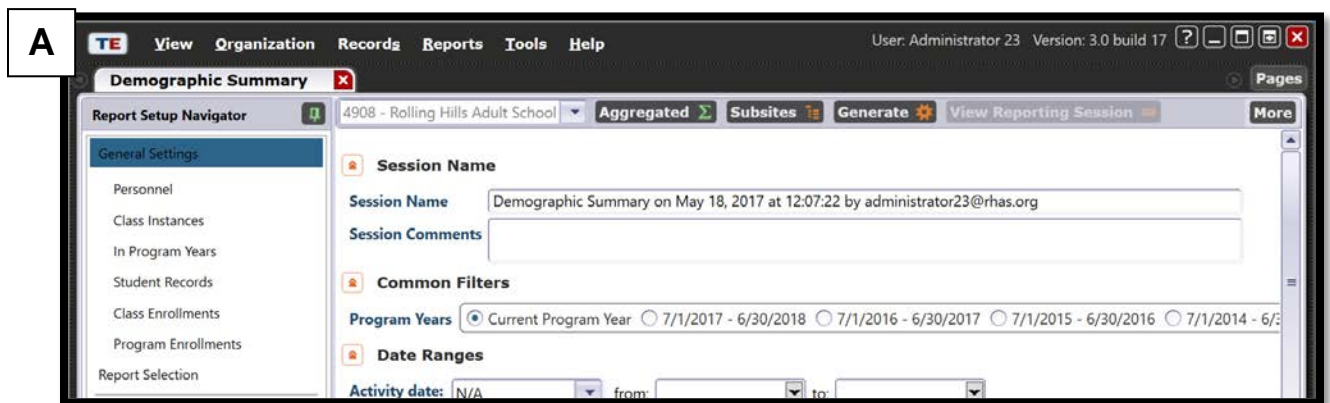 A
TE View Organization Records Reports Tools Help User: Administrator 23 Version: 3.0 build 17 ?
Demographic Summary Pages
Report Setup Navigator 4908 - Rolling Hills Adult School Aggregated Σ Subsites Generate View Reporting Session More
General Settings
Session Name
Personnel
Session Name Demographic Summary on May 18, 2017 at 12:07:22 by administrator23@rhas.org
Class Instances
Session Comments
In Program Years
Student Records
Common Filters
Class Enrollments
Program Years Current Program Year 7/1/2017 - 6/30/2018 7/1/2016 - 6/30/2017 7/1/2015 - 6/30/2016 7/1/2014 - 6/3
Program Enrollments
Date Ranges
Report Selection
Activity date: N/A from: to: